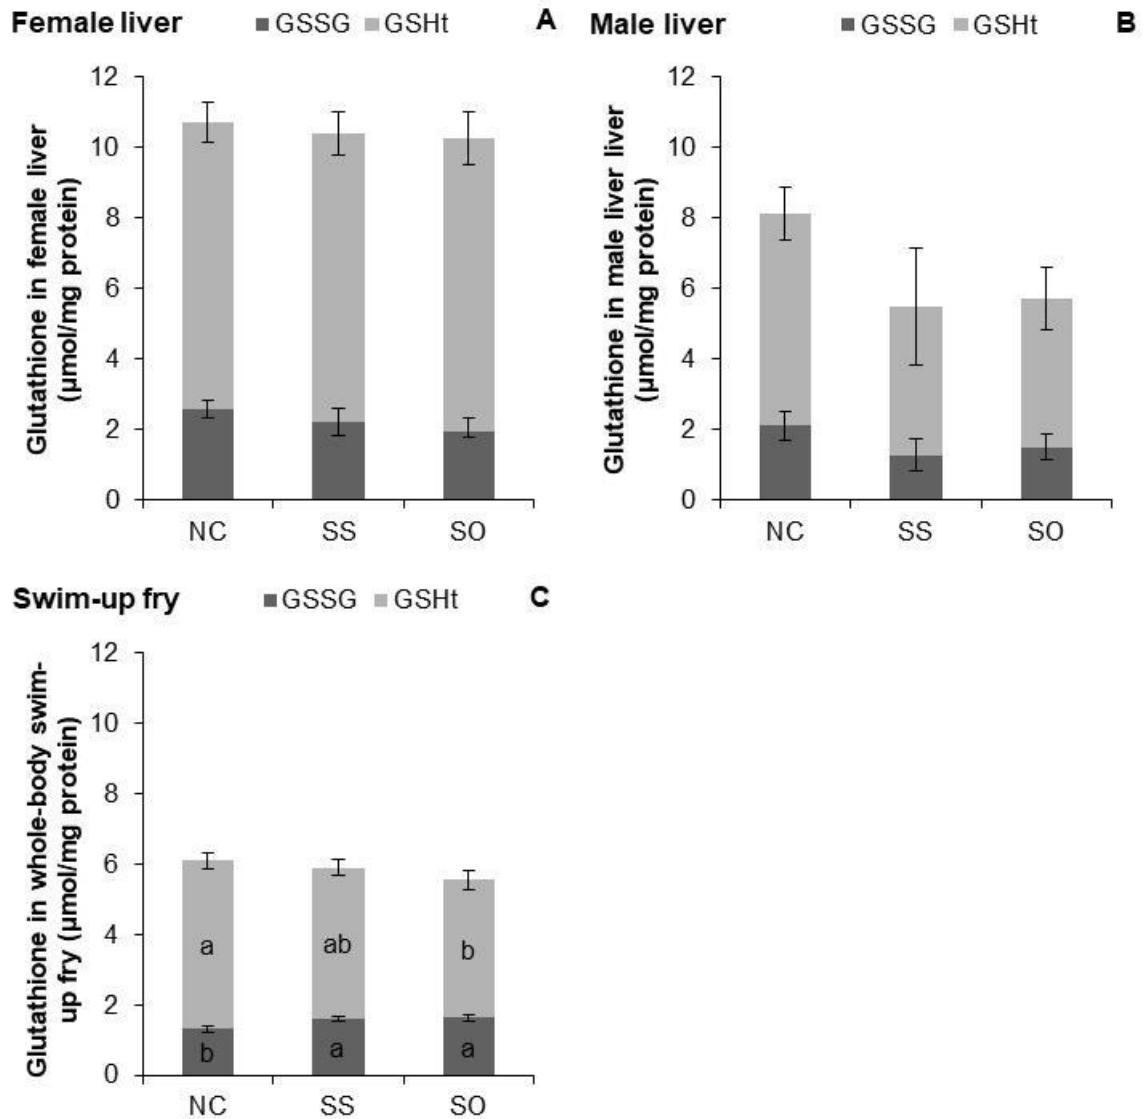 Female liver GSSG GSHt A
Glutathione in female liver
(µmol/mg protein)
12
10
8
6
4
2
0
NC SS SO
Male liver GSSG GSHt B
Glutathione in male liver liver
(µmol/mg protein)
12
10
8
6
4
2
0
NC SS SO
Swim-up fry GSSG GSHt C
Glutathione in whole-body swim-
up fry (µmol/mg protein)
12
10
8
6
4
2
0
a ab b
b a a
NC SS SO